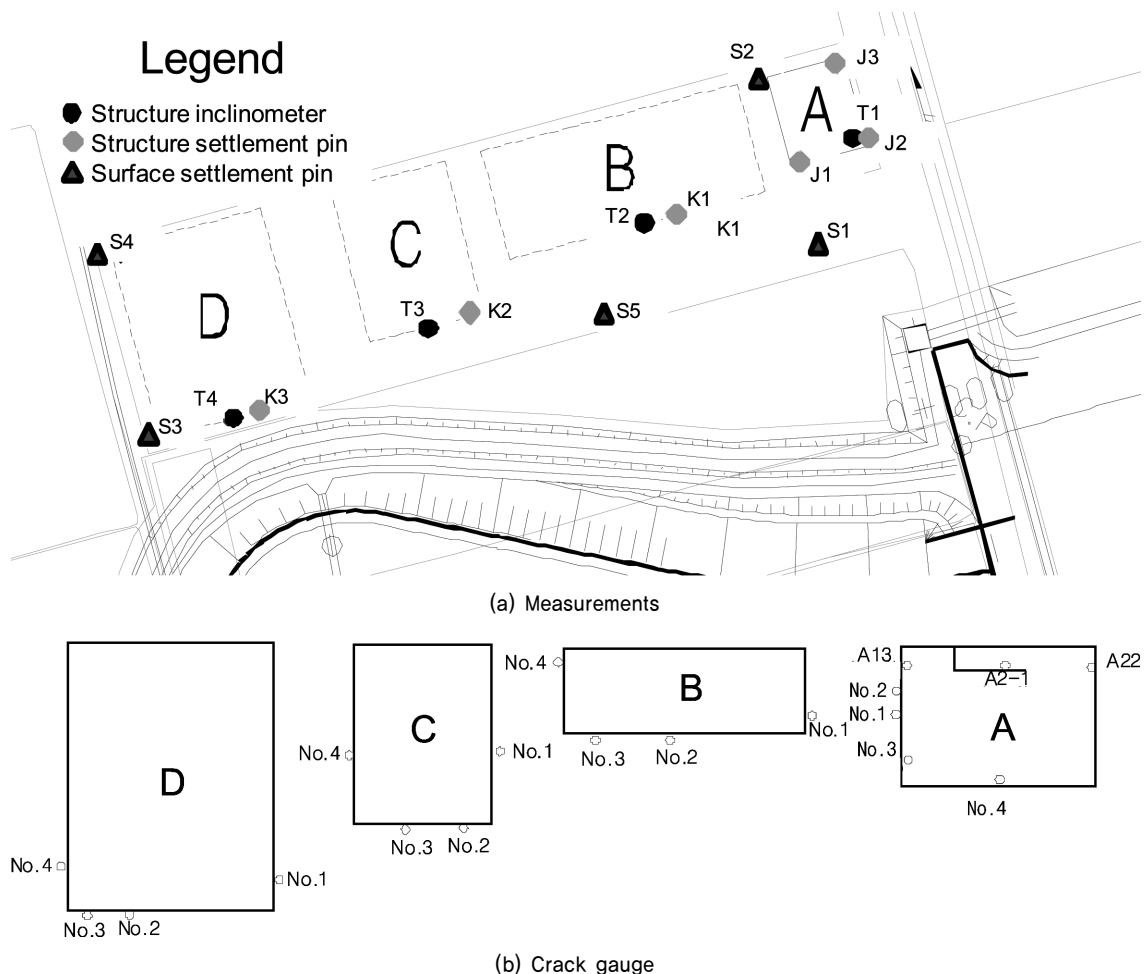 Legend
Structure inclinometer
Structure settlement pin
Surface settlement pin
S2
J3
A
T1
J2
J1
B
K1
T2
K1
S1
C
S4
T3
K2
S5
D
T4
K3
S3
(a) Measurements
No.4
B
No.1
No.3
No.2
A13
A22
A2-1
No.2
No.1
A
No.3
No.4
C
No.4
No.1
No.3
No.2
D
No.4
No.1
No.3
No.2
(b) Crack gauge